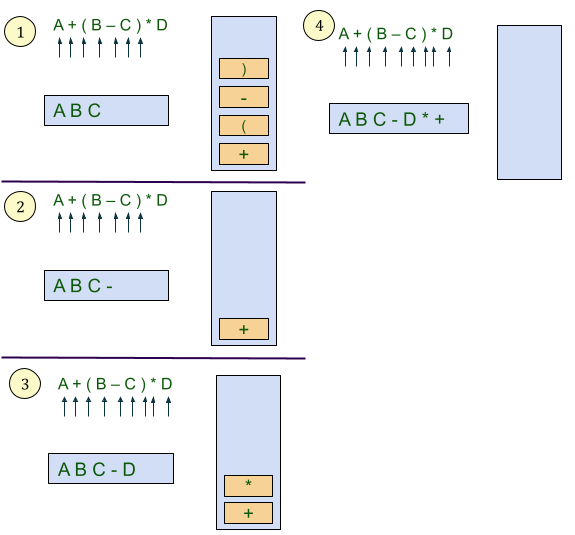 1
A + ( B – C ) * D
A B C
)
-
(
+
2
A + ( B – C ) * D
A B C -
+
3
A + ( B – C ) * D
A B C - D
*
+
4
A + ( B – C ) * D
A B C - D * +